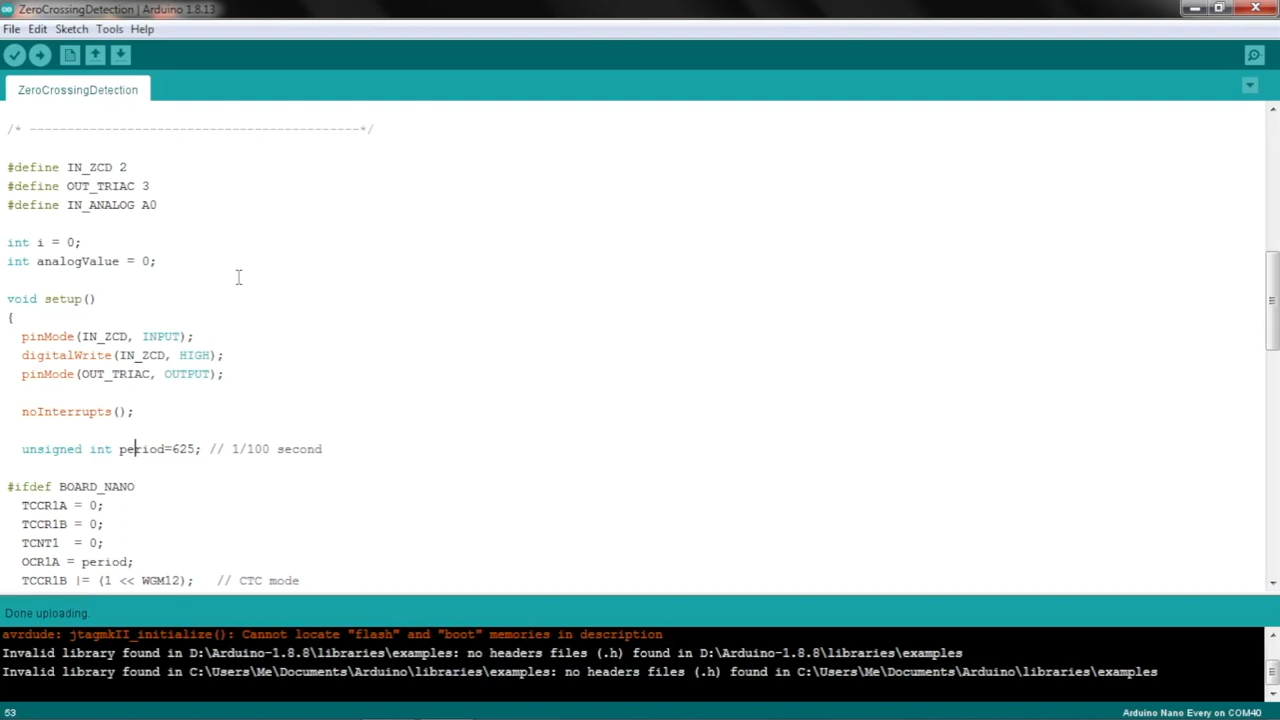 ZeroCrossingDetection | Arduino 1.8.13
File Edit Sketch Tools Help
ZeroCrossingDetection
/* --------------------------------------------*/
#define IN_ZCD 2
#define OUT_TRIAC 3
#define IN_ANALOG A0
int i = 0;
int analogValue = 0;
void setup()
{
pinMode(IN_ZCD, INPUT);
digitalWrite(IN_ZCD, HIGH);
pinMode(OUT_TRIAC, OUTPUT);
noInterrupts();
unsigned int period=625; // 1/100 second
#ifdef BOARD_NANO
TCCR1A = 0;
TCCR1B = 0;
TCNT1  = 0;
OCR1A = period;
TCCR1B |= (1 << WGM12);   // CTC mode
Done uploading.
avrdude: jtagmkII_initialize(): Cannot locate "flash" and "boot" memories in description
Invalid library found in D:\Arduino-1.8.8\libraries\examples: no headers files (.h) found in D:\Arduino-1.8.8\libraries\examples
Invalid library found in C:\Users\Me\Documents\Arduino\libraries\examples: no headers files (.h) found in C:\Users\Me\Documents\Arduino\libraries\examples
53 Arduino Nano Every on COM40